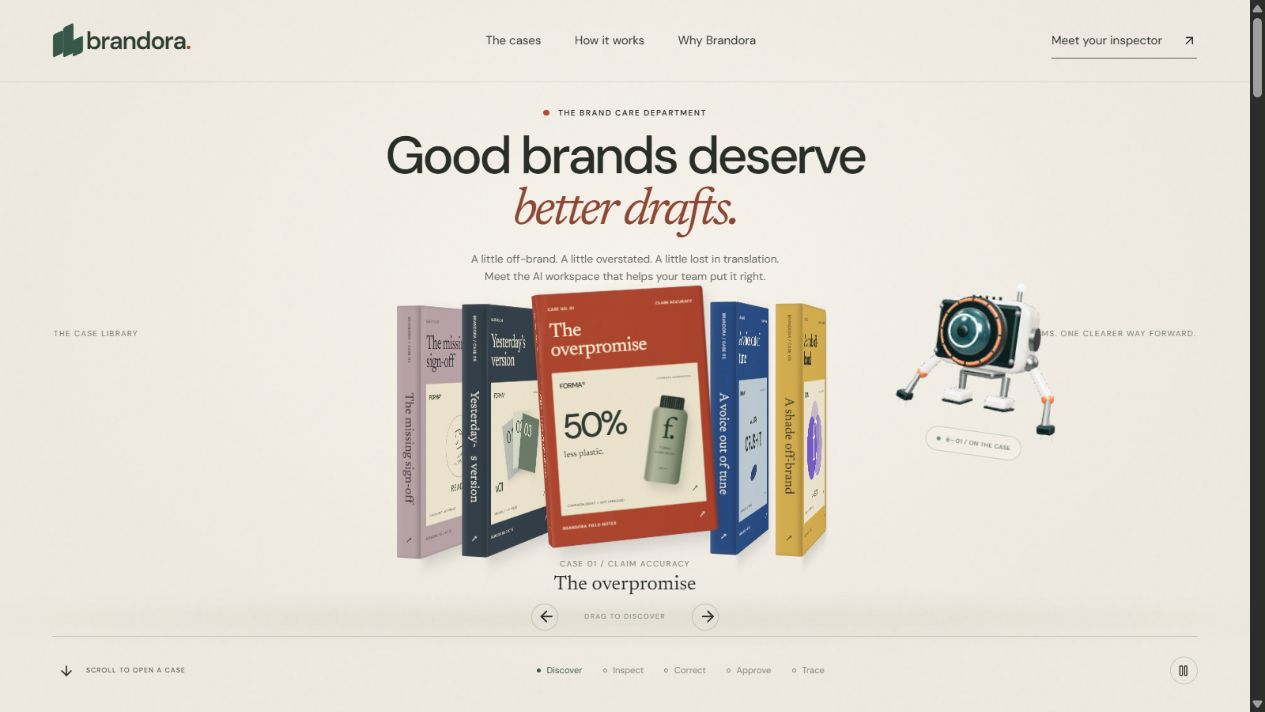 brandora.
The cases
How it works
Why Brandora
Meet your inspector
THE BRAND CARE DEPARTMENT
Good brands deserve
better drafts.
A little off-brand. A little overstated. A little lost in translation.
Meet the AI workspace that helps your team put it right.
THE CASE LIBRARY
MS. ONE CLEARER WAY FORWARD.
The missing sign-off
FORMA®
Yesterday's
version
Yesterday-
s version
FORMA®
CASE NO. 01
CLAIM ACCURACY
The
overpromise
FORMA®
50%
less plastic.
f.
BRANDORA FIELD NOTES
A voice out of tune
A shade off-brand
01 / ON THE CASE
CASE 01 / CLAIM ACCURACY
The overpromise
DRAG TO DISCOVER
SCROLL TO OPEN A CASE
Discover
Inspect
Correct
Approve
Trace